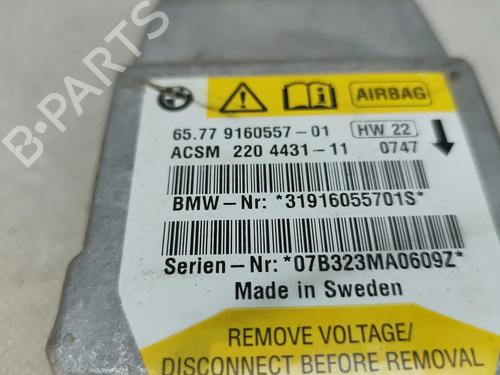 AIRBAG
65.77 9160557-01 HW 22
ACSM 220 4431-11 0747
BMW-Nr: *31916055701S*
Serien-Nr: *07B323MA0609Z*
Made in Sweden
REMOVE VOLTAGE/
DISCONNECT BEFORE REMOVAL
B-PARTS